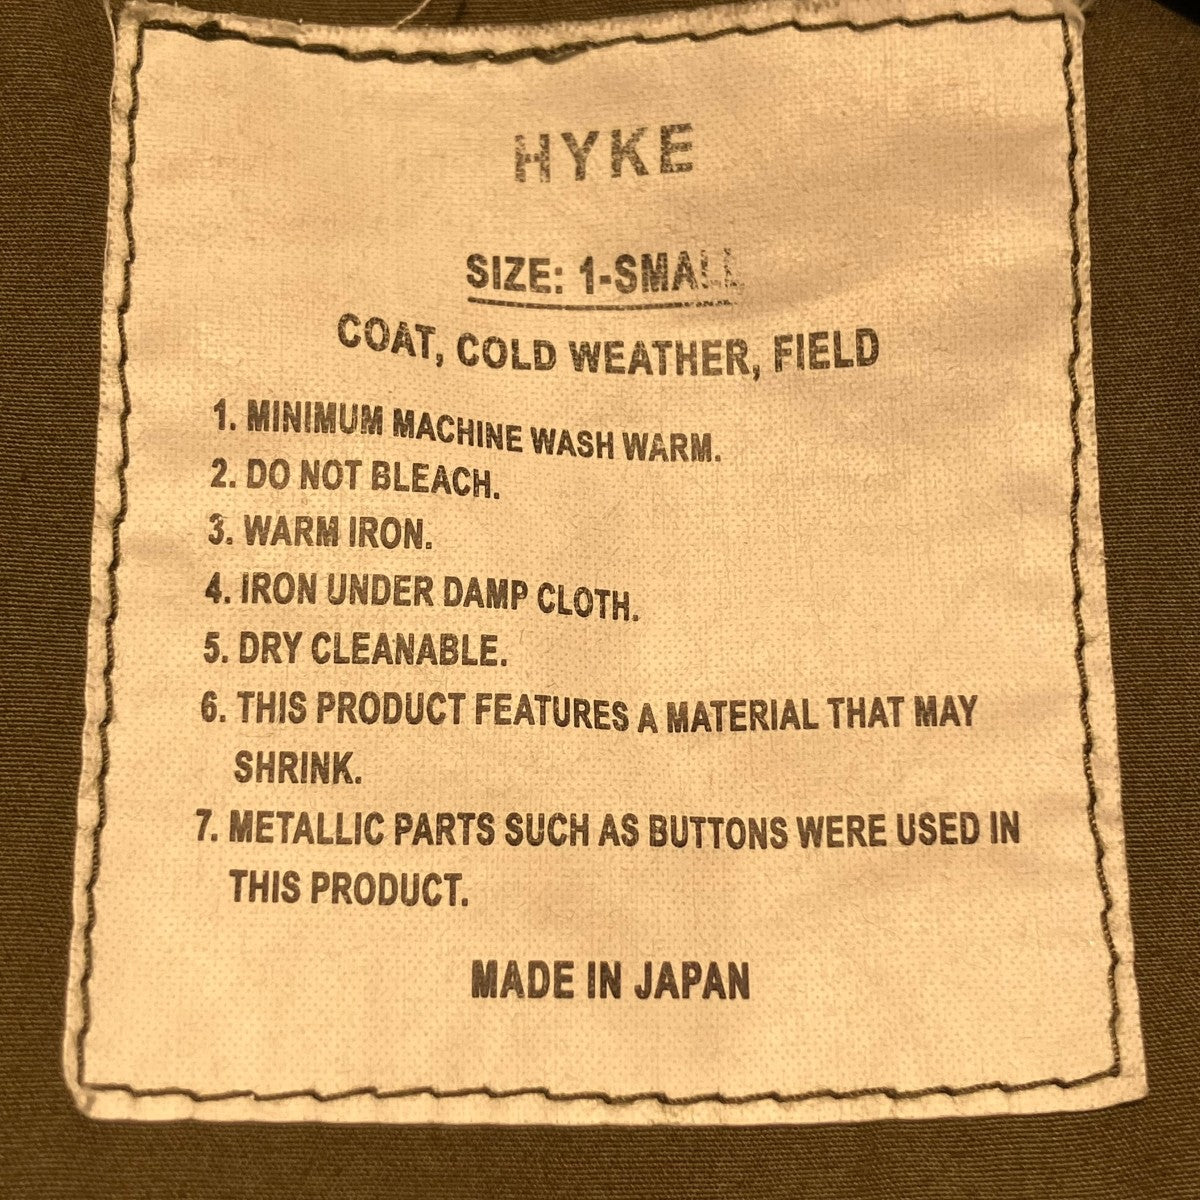 HYKE
SIZE: 1-SMALL
COAT, COLD WEATHER, FIELD
1. MINIMUM MACHINE WASH WARM.
2. DO NOT BLEACH.
3. WARM IRON.
4. IRON UNDER DAMP CLOTH.
5. DRY CLEANABLE.
6. THIS PRODUCT FEATURES A MATERIAL THAT MAY
SHRINK.
7. METALLIC PARTS SUCH AS BUTTONS WERE USED IN
THIS PRODUCT.
MADE IN JAPAN